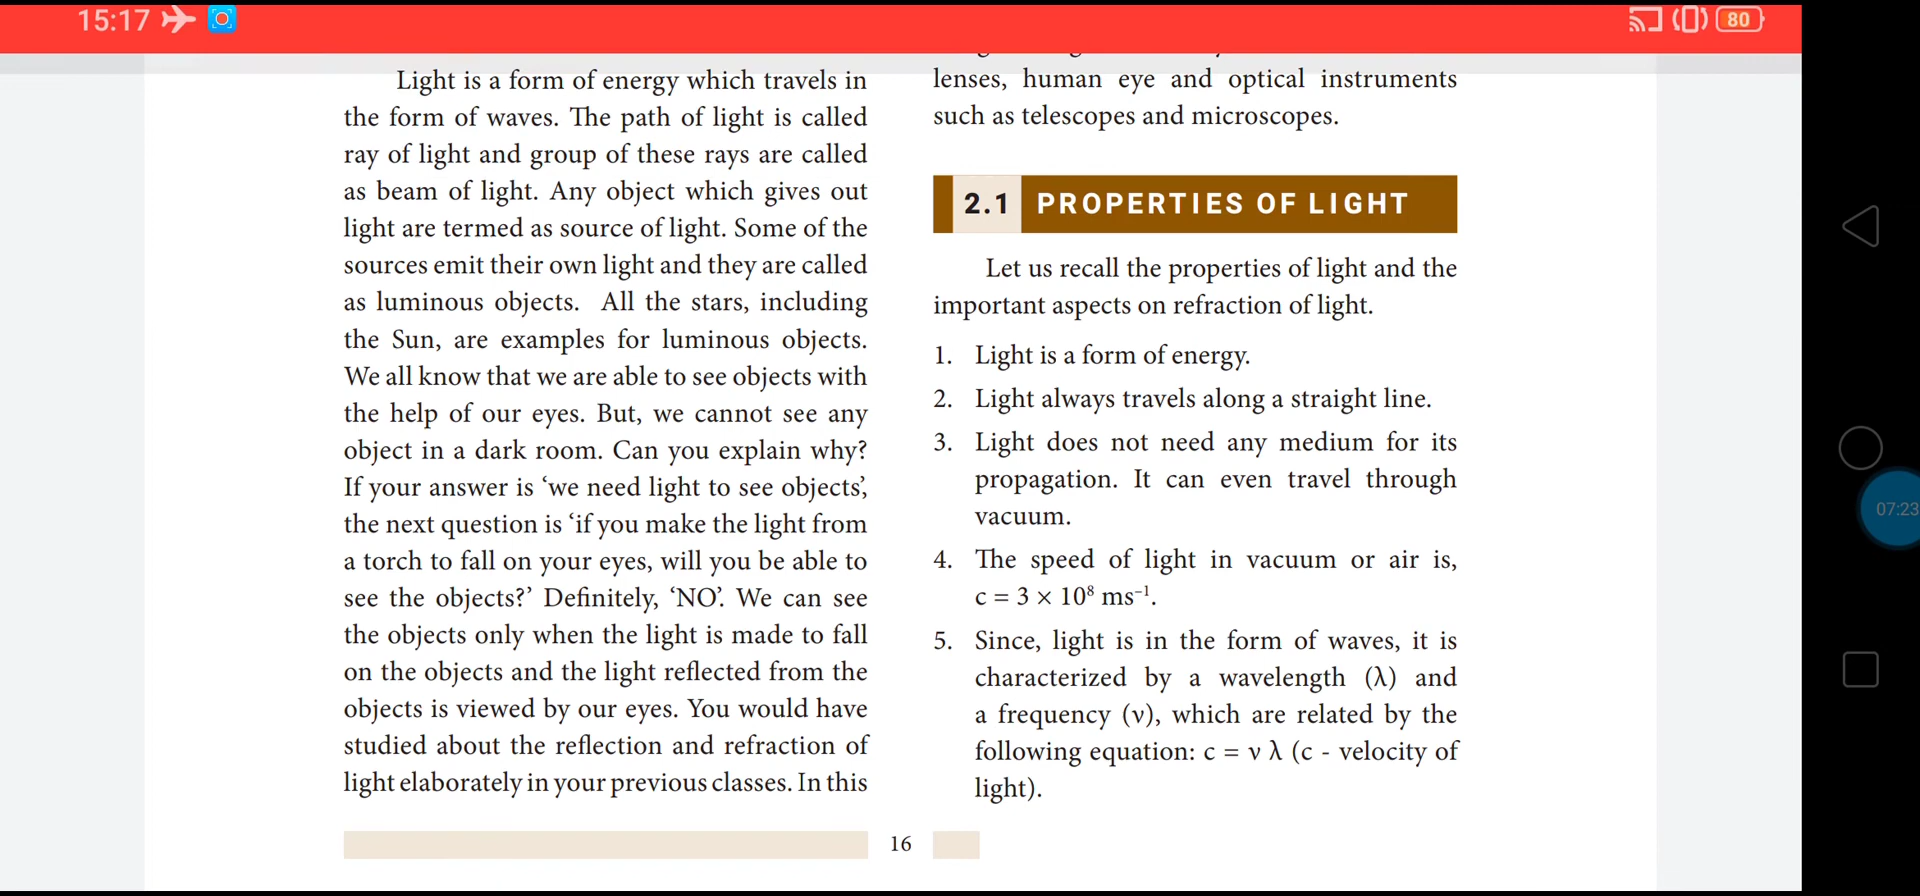 15:17
80
Light is a form of energy which travels in
the form of waves. The path of light is called
ray of light and group of these rays are called
as beam of light. Any object which gives out
light are termed as source of light. Some of the
sources emit their own light and they are called
as luminous objects. All the stars, including
the Sun, are examples for luminous objects.
We all know that we are able to see objects with
the help of our eyes. But, we cannot see any
object in a dark room. Can you explain why?
If your answer is ‘we need light to see objects’,
the next question is ‘if you make the light from
a torch to fall on your eyes, will you be able to
see the objects?’ Definitely, ‘NO’. We can see
the objects only when the light is made to fall
on the objects and the light reflected from the
objects is viewed by our eyes. You would have
studied about the reflection and refraction of
light elaborately in your previous classes. In this
lenses, human eye and optical instruments
such as telescopes and microscopes.
2.1 PROPERTIES OF LIGHT
Let us recall the properties of light and the
important aspects on refraction of light.
1. Light is a form of energy.
2. Light always travels along a straight line.
3. Light does not need any medium for its
propagation. It can even travel through
vacuum.
4. The speed of light in vacuum or air is,
c = 3 × 10⁸ ms⁻¹.
5. Since, light is in the form of waves, it is
characterized by a wavelength (λ) and
a frequency (ν), which are related by the
following equation: c = ν λ (c - velocity of
light).
16
07:23